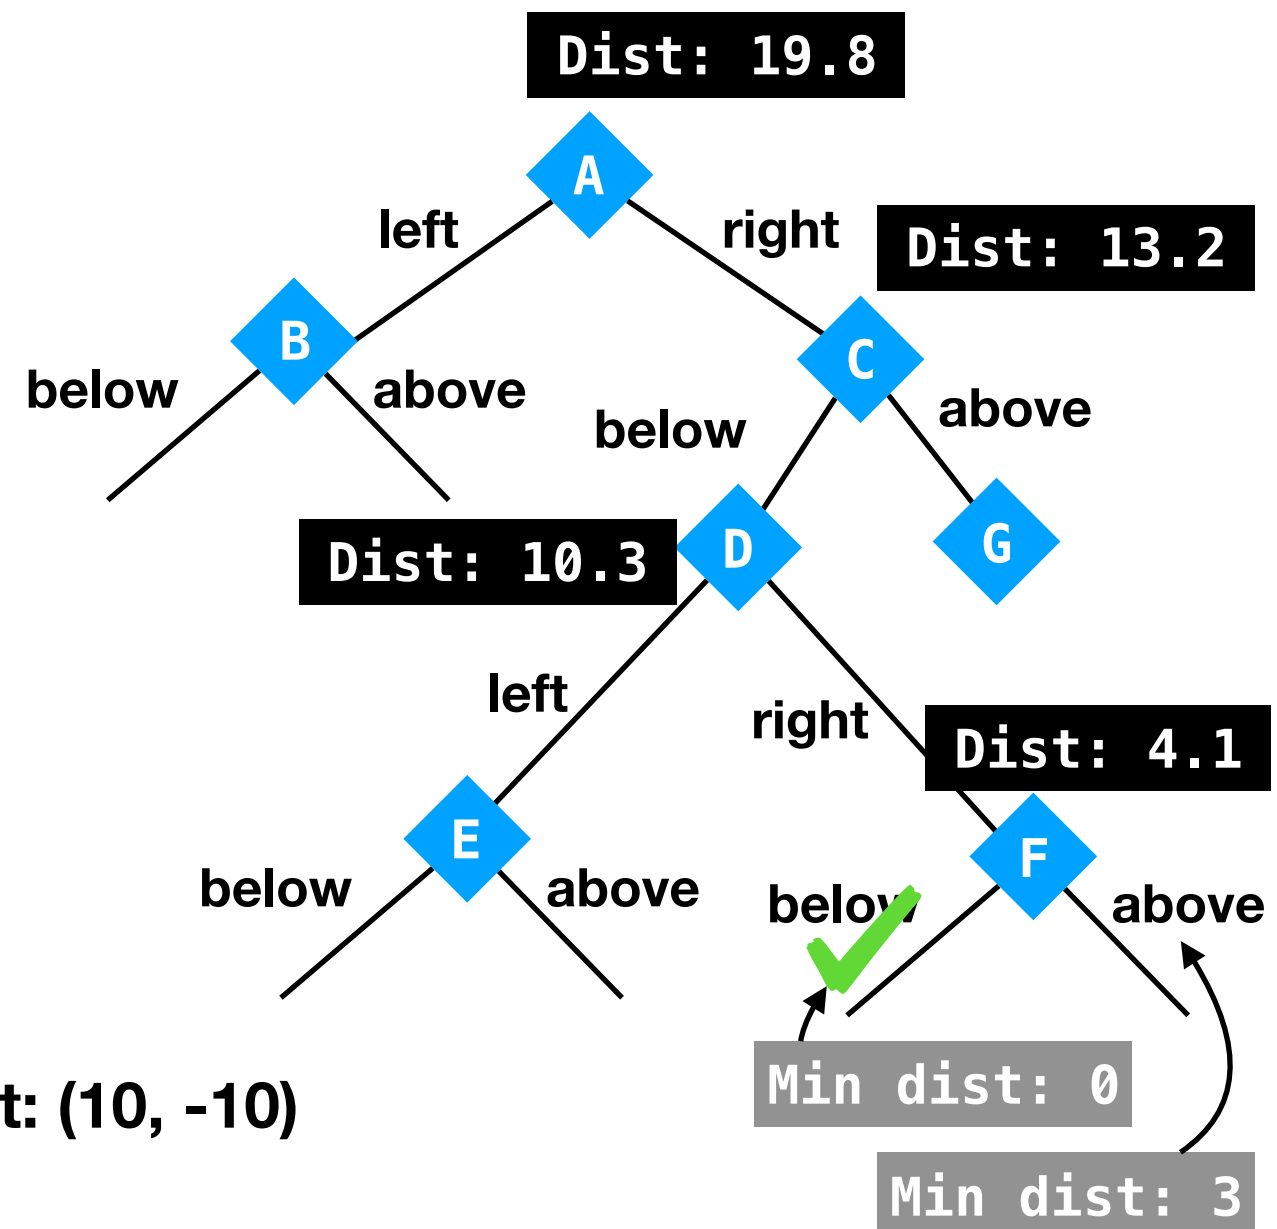 Dist: 19.8
A
left
right
Dist: 13.2
B
C
below
above
below
above
Dist: 10.3
D
G
left
right
Dist: 4.1
E
F
below
above
below
above
Min dist: 0
t: (10, -10)
Min dist: 3